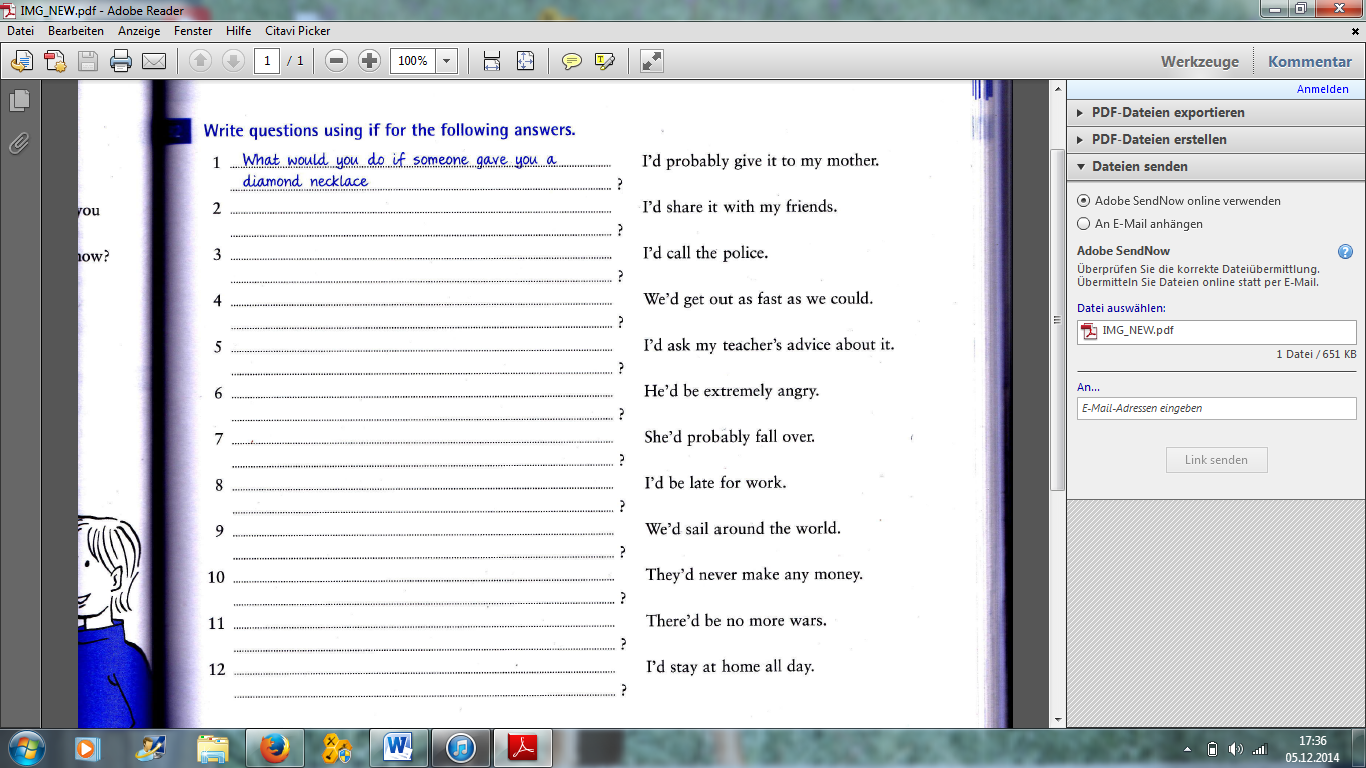 IMG_NEW.pdf - Adobe Reader
Datei Bearbeiten Anzeige Fenster Hilfe Citavi Picker
1 / 1 100% Werkzeuge Kommentar
Anmelden
PDF-Dateien exportieren
PDF-Dateien erstellen
Dateien senden
Adobe SendNow online verwenden
An E-Mail anhängen
Adobe SendNow
Überprüfen Sie die korrekte Dateiübermittlung.
Übermitteln Sie Dateien online statt per E-Mail.
Datei auswählen:
IMG_NEW.pdf
1 Datei / 651 KB
An...
E-Mail-Adressen eingeben
Link senden
you
now?
Write questions using if for the following answers.
1 What would you do if someone gave you a I'd probably give it to my mother.
diamond necklace ?
2 I'd share it with my friends.
?
3 I'd call the police.
?
4 We'd get out as fast as we could.
?
5 I'd ask my teacher's advice about it.
?
6 He'd be extremely angry.
?
7 She'd probably fall over.
?
8 I'd be late for work.
?
9 We'd sail around the world.
?
10 They'd never make any money.
?
11 There'd be no more wars.
?
12 I'd stay at home all day.
?
17:36
05.12.2014